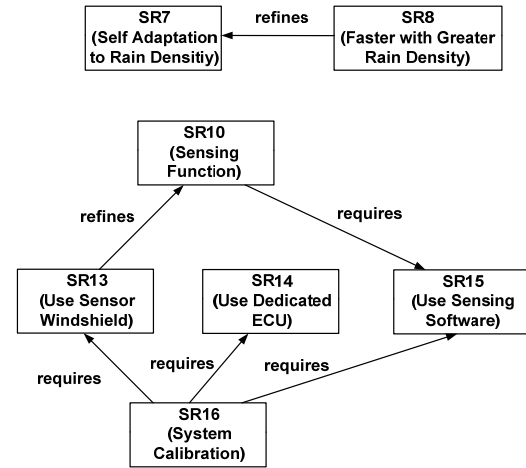 SR7
(Self Adaptation
to Rain Densitiy)
refines
SR8
(Faster with Greater
Rain Density)
SR10
(Sensing
Function)
refines
requires
SR13
(Use Sensor
Windshield)
SR14
(Use Dedicated
ECU)
SR15
(Use Sensing
Software)
requires
requires
requires
SR16
(System
Calibration)